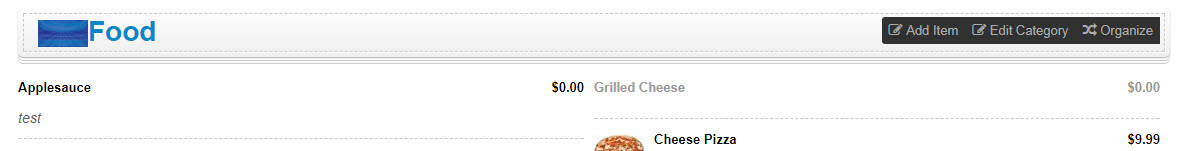 Food
Add Item Edit Category Organize
Applesauce $0.00
test
Grilled Cheese $0.00
Cheese Pizza $9.99